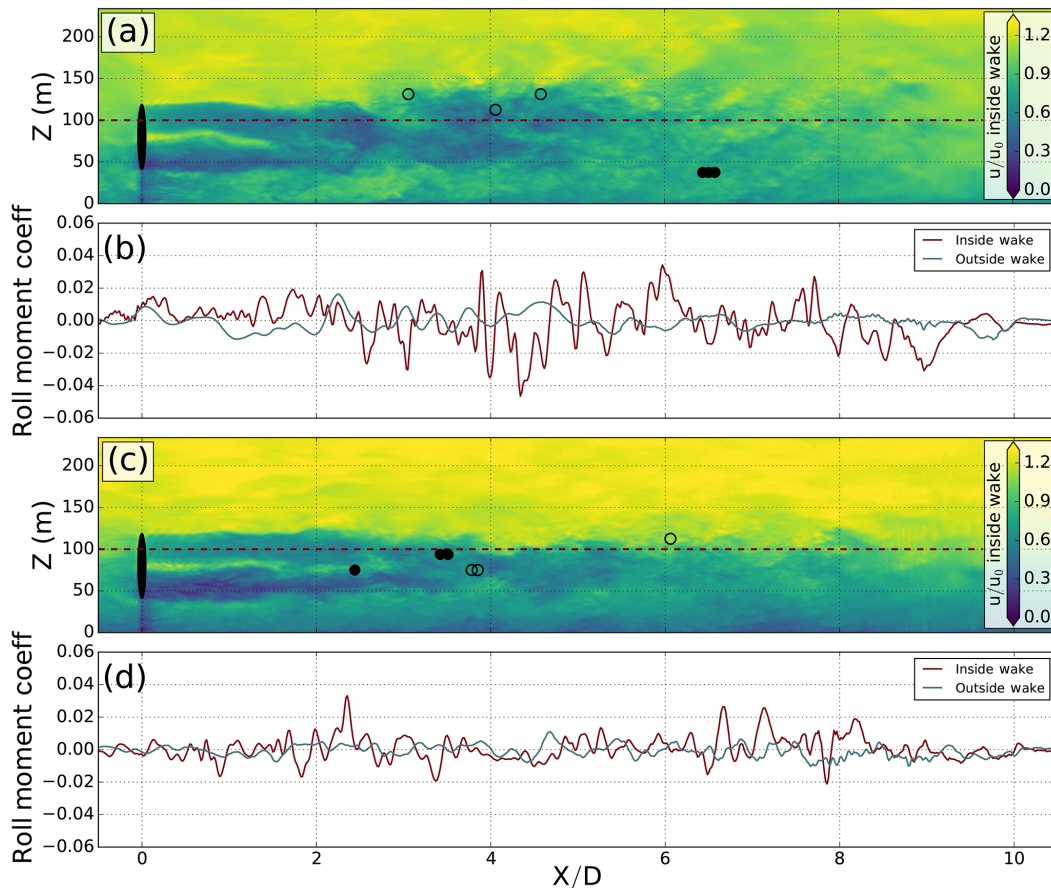 (a)
Z (m)
200
150
100
50
0
u/u0 inside wake
1.2
0.9
0.6
0.3
0.0
(b)
Roll moment coeff
0.06
0.04
0.02
0.00
−0.02
−0.04
−0.06
Inside wake
Outside wake
(c)
Z (m)
200
150
100
50
0
u/u0 inside wake
1.2
0.9
0.6
0.3
0.0
(d)
Roll moment coeff
0.06
0.04
0.02
0.00
−0.02
−0.04
−0.06
Inside wake
Outside wake
0 2 4 6 8 10
X/D